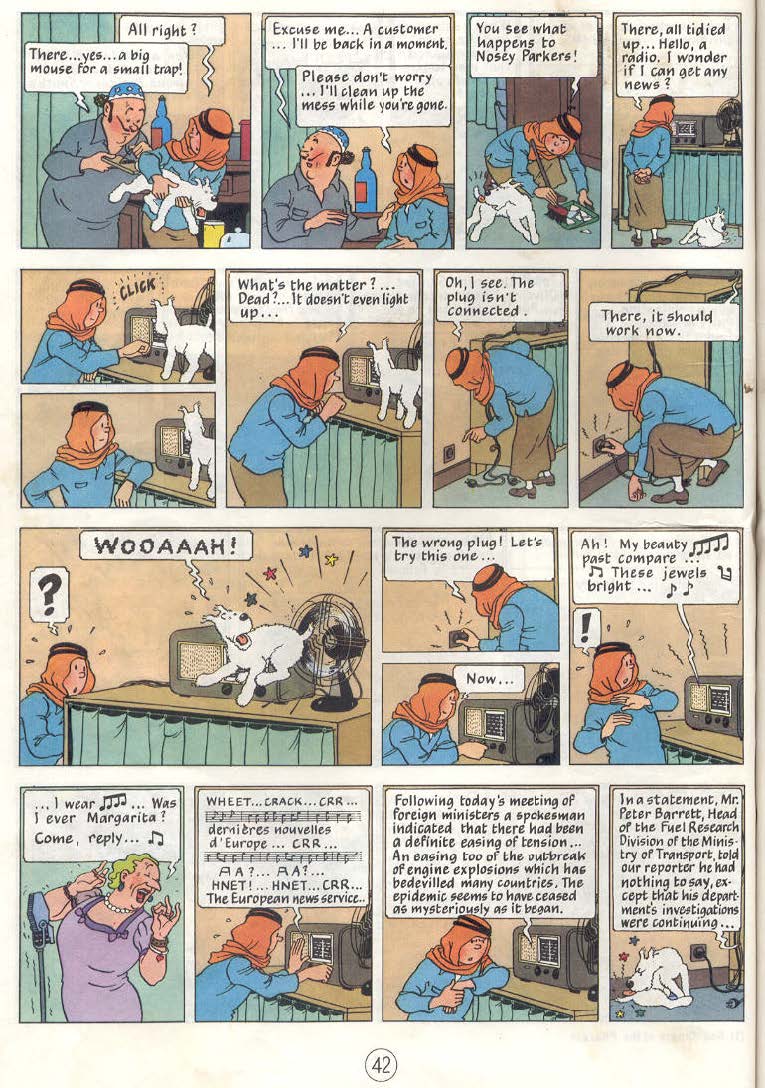 All right ?
There...yes...a big
mouse for a small trap!
Excuse me... A customer
... I'll be back in a moment.
Please don't worry
... I'll clean up the
mess while you're gone.
You see what
happens to
Nosey Parkers!
There, all tidied
up... Hello, a
radio. I wonder
if I can get any
news?
CLICK
What's the matter?...
Dead?...It doesn't even light
up...
Oh, I see. The
plug isn't
connected.
There, it should
work now.
?
WOOAAAH!
The wrong plug! Let's
try this one...
Now...
Ah! My beauty
past compare ...
These jewels
bright ...
!
... I wear ... Was
I ever Margarita?
Come, reply...
WHEET...CRACK...CRR...
dernières nouvelles
d'Europe ... CRR...
AA?... AA?...
HNET!... HNET...CRR...
The European news service..
Following today's meeting of
foreign ministers a spokesman
indicated that there had been
a definite easing of tension...
An easing too of the outbreak
of engine explosions which has
bedevilled many countries. The
epidemic seems to have ceased
as mysteriously as it began.
In a statement, Mr.
Peter Barrett, Head
of the Fuel Research
Division of the Minis-
try of Transport, told
our reporter he had
nothing to say, ex-
cept that his depart-
ment's investigations
were continuing...
42